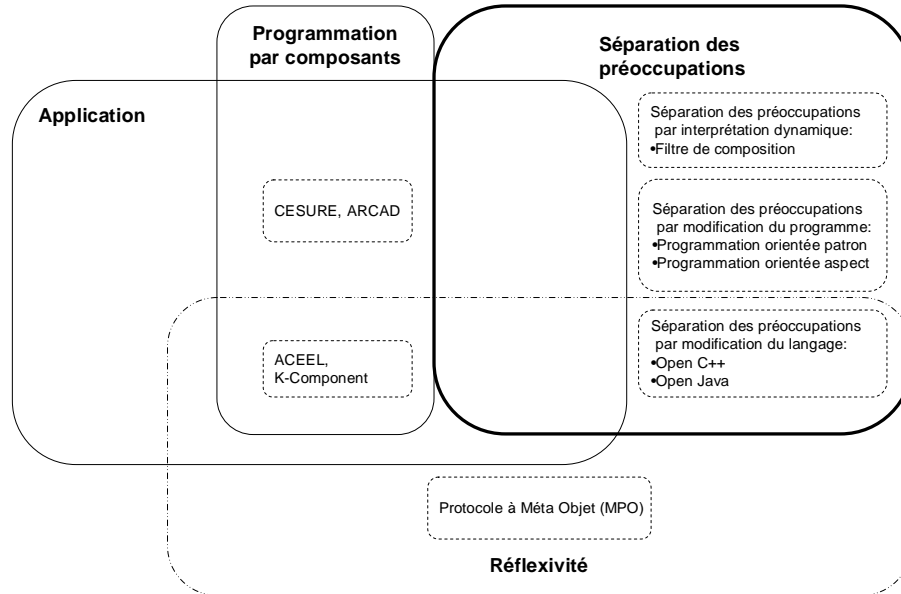 Programmation
par composants
Séparation des
préoccupations
Application
Séparation des préoccupations
par interprétation dynamique:
•Filtre de composition
CESURE, ARCAD
Séparation des préoccupations
par modification du programme:
•Programmation orientée patron
•Programmation orientée aspect
ACEEL,
K-Component
Séparation des préoccupations
par modification du langage:
•Open C++
•Open Java
Protocole à Méta Objet (MPO)
Réflexivité